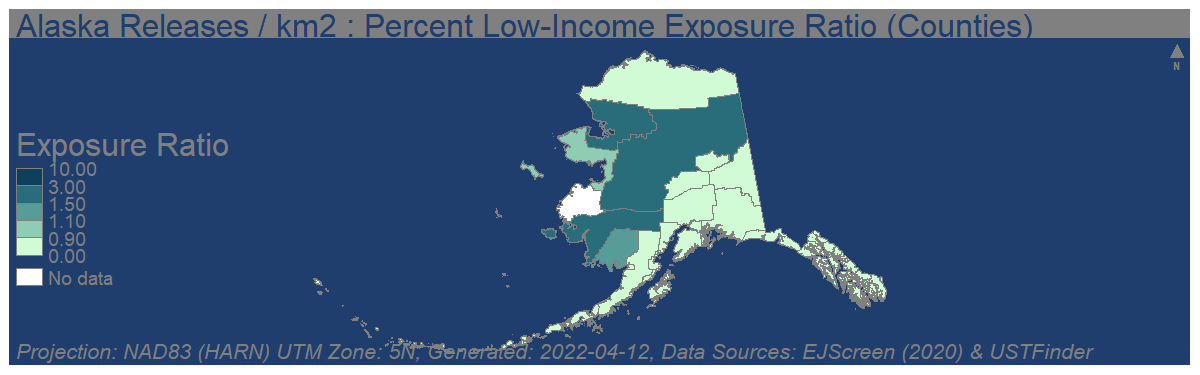 Alaska Releases / km2 : Percent Low-Income Exposure Ratio (Counties)
N
Exposure Ratio
10.00
3.00
1.50
1.10
0.90
0.00
No data
Projection: NAD83 (HARN) UTM Zone: 5N, Generated: 2022-04-12, Data Sources: EJScreen (2020) & USTFinder